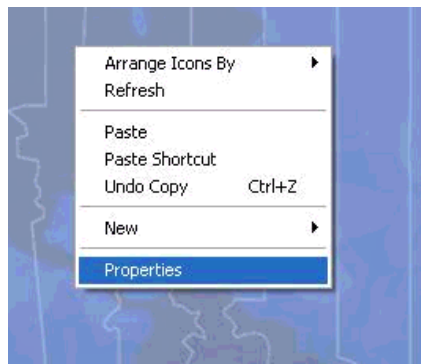 Arrange Icons By
Refresh
Paste
Paste Shortcut
Undo Copy Ctrl+Z
New
Properties